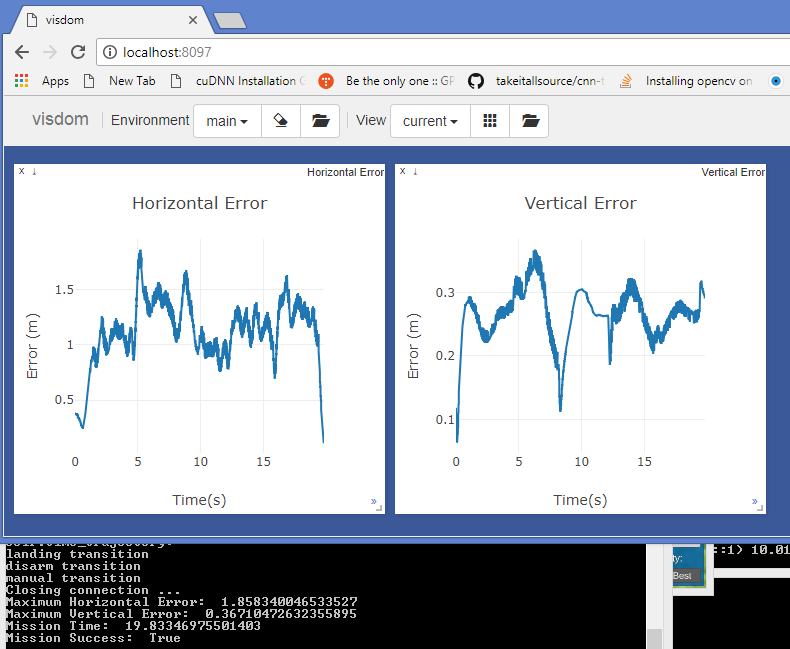 visdom
localhost:8097
Apps New Tab cuDNN Installation Be the only one :: GP takeitallsource/cnn-t Installing opencv on
visdom Environment main View current
x ↓ Horizontal Error
Horizontal Error
1.5
1
0.5
Error (m)
0 5 10 15
Time(s)
»
x ↓ Vertical Error
Vertical Error
0.3
0.2
0.1
Error (m)
0 5 10 15
Time(s)
»
landing transition
disarm transition
manual transition
Closing connection ...
Maximum Horizontal Error: 1.858340046533527
Maximum Vertical Error: 0.36710472632355895
Mission Time: 19.83346975501403
Mission Success: True
ty:
Best
::1) 10.01